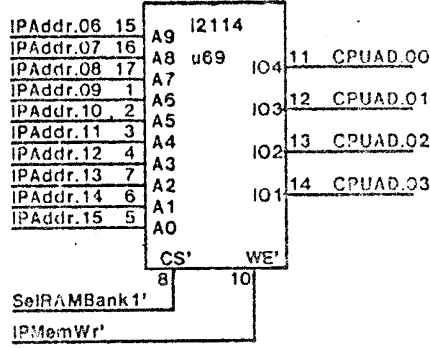 IPAddr.06 15 A9 i2114
IPAddr.07 16 A8 u69 IO4 11 CPUAD.00
IPAddr.08 17 A7
IPAddr.09 1 A6 IO3 12 CPUAD.01
IPAddr.10 2 A5
IPAddr.11 3 A4 IO2 13 CPUAD.02
IPAddr.12 4 A3
IPAddr.13 7 A2 IO1 14 CPUAD.03
IPAddr.14 6 A1
IPAddr.15 5 A0
CS' WE'
8 10
SelRAMBank1'
IPMemWr'